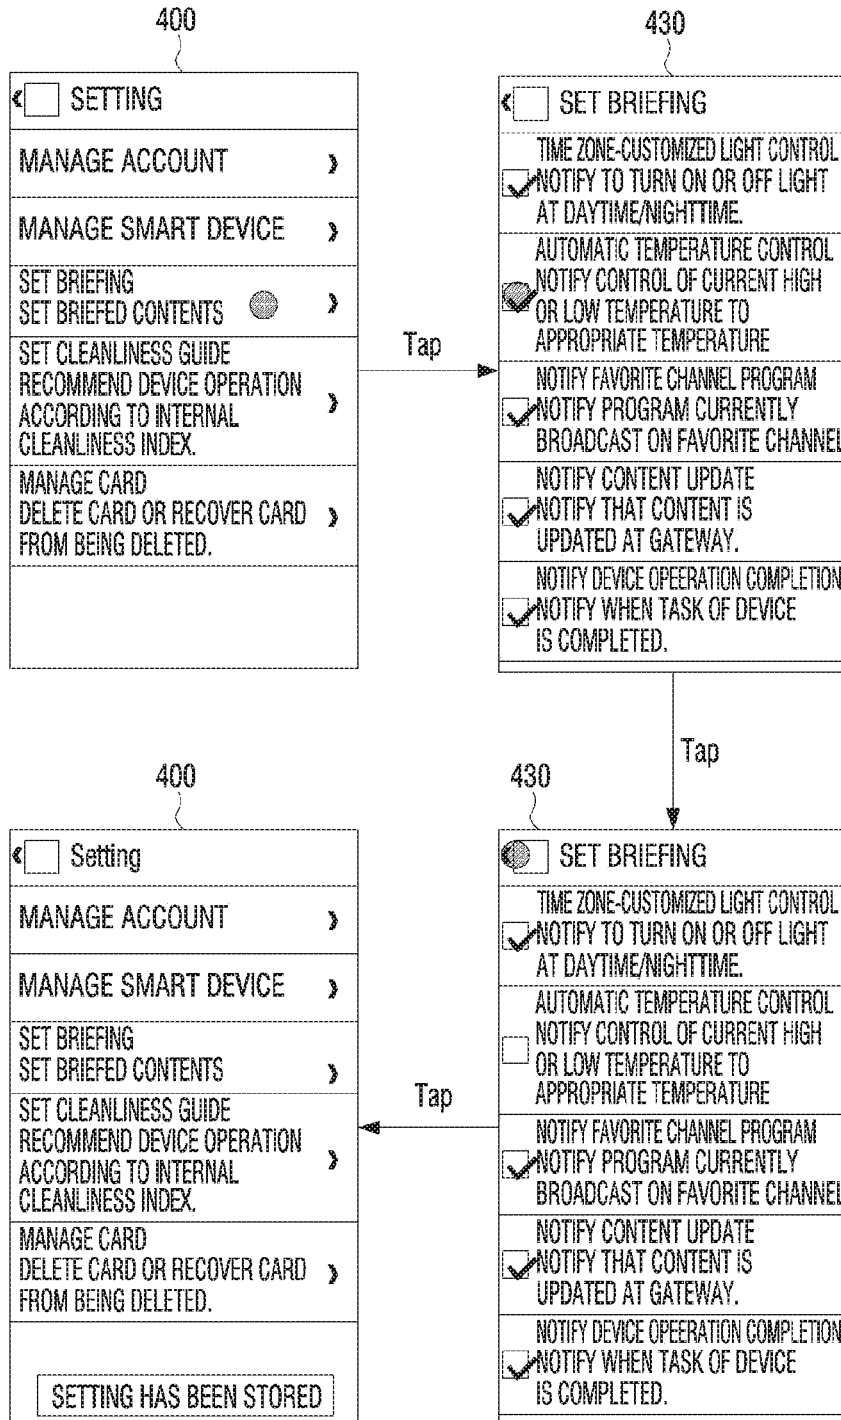 400
SETTING
MANAGE ACCOUNT
MANAGE SMART DEVICE
SET BRIEFING
SET BRIEFED CONTENTS
SET CLEANLINESS GUIDE
RECOMMEND DEVICE OPERATION
ACCORDING TO INTERNAL
CLEANLINESS INDEX.
MANAGE CARD
DELETE CARD OR RECOVER CARD
FROM BEING DELETED.
Tap
430
SET BRIEFING
TIME ZONE-CUSTOMIZED LIGHT CONTROL
NOTIFY TO TURN ON OR OFF LIGHT
AT DAYTIME/NIGHTTIME.
AUTOMATIC TEMPERATURE CONTROL
NOTIFY CONTROL OF CURRENT HIGH
OR LOW TEMPERATURE TO
APPROPRIATE TEMPERATURE
NOTIFY FAVORITE CHANNEL PROGRAM
NOTIFY PROGRAM CURRENTLY
BROADCAST ON FAVORITE CHANNEL
NOTIFY CONTENT UPDATE
NOTIFY THAT CONTENT IS
UPDATED AT GATEWAY.
NOTIFY DEVICE OPEERATION COMPLETION
NOTIFY WHEN TASK OF DEVICE
IS COMPLETED.
Tap
430
SET BRIEFING
TIME ZONE-CUSTOMIZED LIGHT CONTROL
NOTIFY TO TURN ON OR OFF LIGHT
AT DAYTIME/NIGHTTIME.
AUTOMATIC TEMPERATURE CONTROL
NOTIFY CONTROL OF CURRENT HIGH
OR LOW TEMPERATURE TO
APPROPRIATE TEMPERATURE
NOTIFY FAVORITE CHANNEL PROGRAM
NOTIFY PROGRAM CURRENTLY
BROADCAST ON FAVORITE CHANNEL
NOTIFY CONTENT UPDATE
NOTIFY THAT CONTENT IS
UPDATED AT GATEWAY.
NOTIFY DEVICE OPEERATION COMPLETION
NOTIFY WHEN TASK OF DEVICE
IS COMPLETED.
Tap
400
Setting
MANAGE ACCOUNT
MANAGE SMART DEVICE
SET BRIEFING
SET BRIEFED CONTENTS
SET CLEANLINESS GUIDE
RECOMMEND DEVICE OPERATION
ACCORDING TO INTERNAL
CLEANLINESS INDEX.
MANAGE CARD
DELETE CARD OR RECOVER CARD
FROM BEING DELETED.
SETTING HAS BEEN STORED